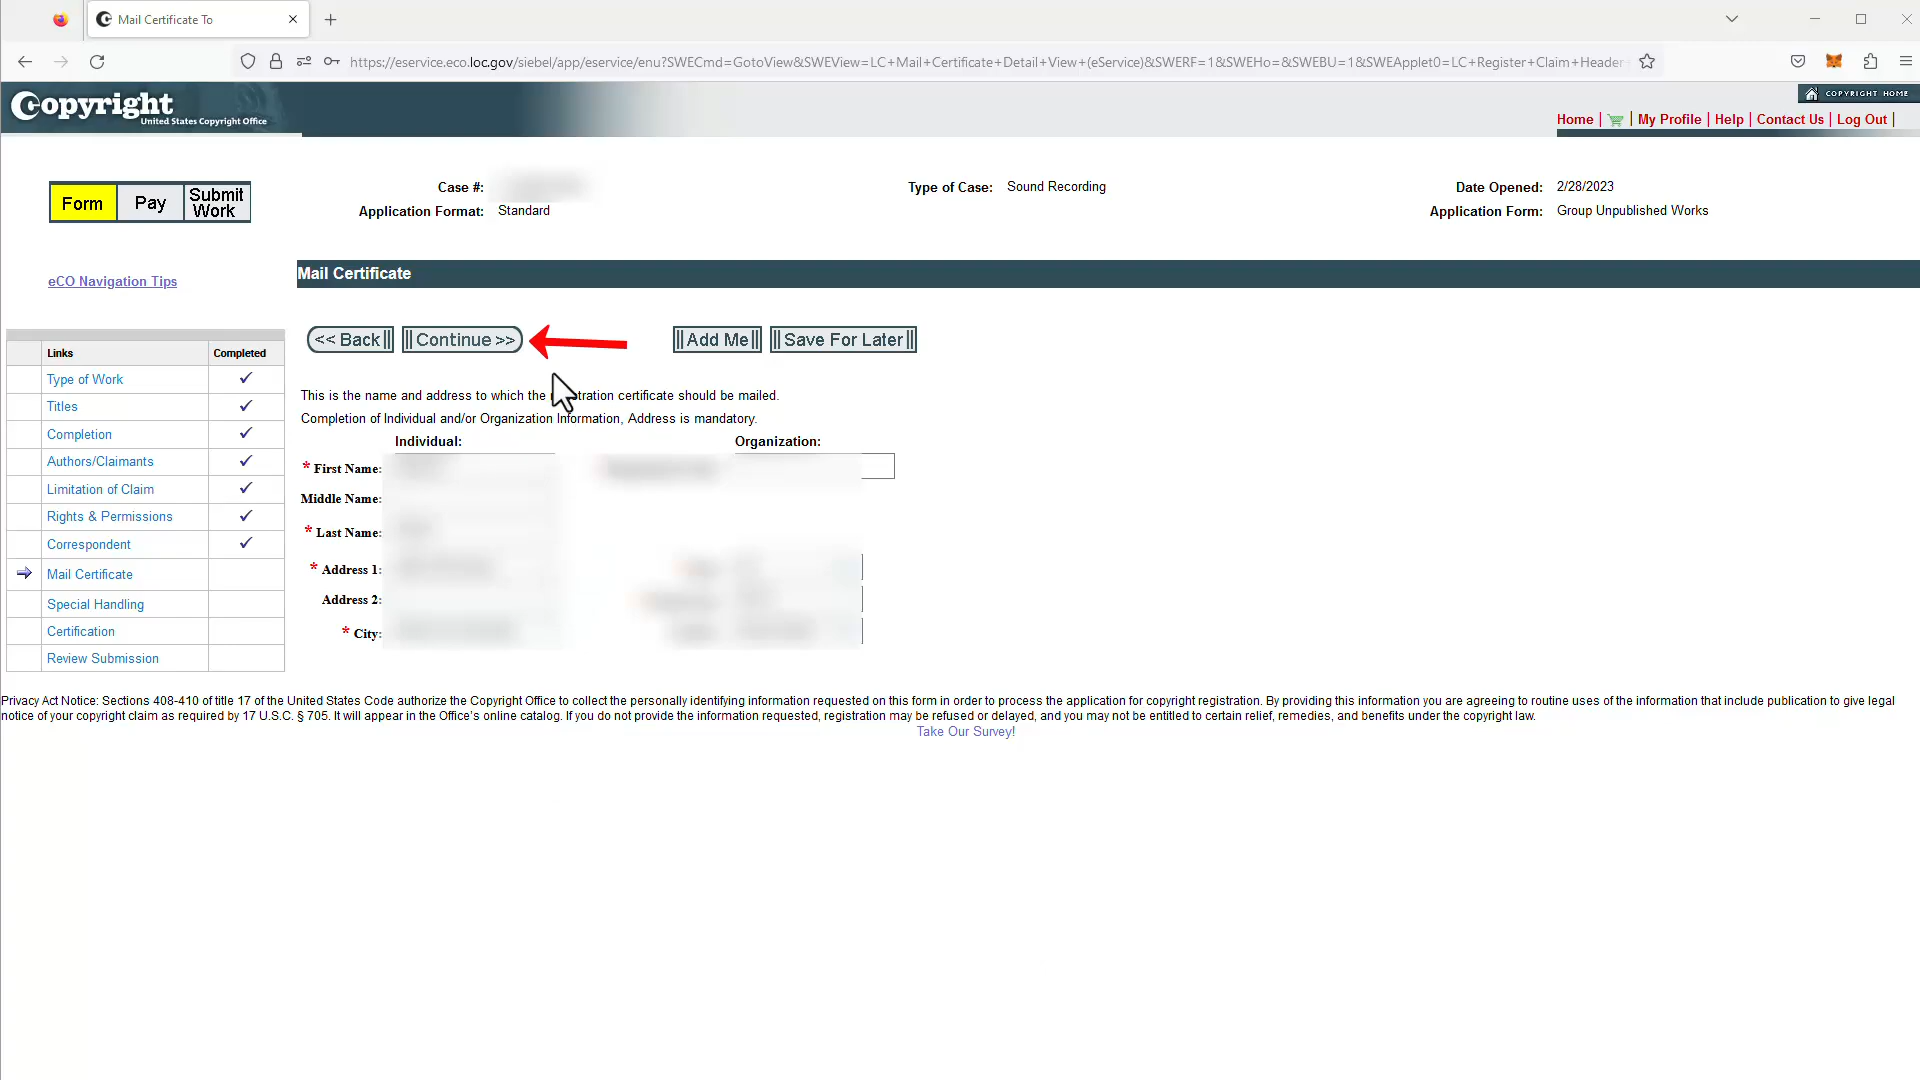 Mail Certificate To
https://eservice.eco.loc.gov/siebel/app/eservice/enu?SWECmd=GotoView&SWEView=LC+Mail+Certificate+Detail+View+(eService)&SWERF=1&SWEHo=&SWEBU=1&SWEApplet0=LC+Register+Claim+Header
Copyright
United States Copyright Office
COPYRIGHT HOME
Home | | My Profile | Help | Contact Us | Log Out |
Form Pay Submit Work
Case #:
Type of Case: Sound Recording
Date Opened: 2/28/2023
Application Format: Standard
Application Form: Group Unpublished Works
eCO Navigation Tips
Mail Certificate
<< Back Continue >> Add Me Save For Later
Links Completed
Type of Work
Titles
Completion
Authors/Claimants
Limitation of Claim
Rights & Permissions
Correspondent
Mail Certificate
Special Handling
Certification
Review Submission
This is the name and address to which the istration certificate should be mailed.
Completion of Individual and/or Organization Information, Address is mandatory.
Individual: Organization:
* First Name:
Middle Name:
* Last Name:
* Address 1:
Address 2:
* City:
Privacy Act Notice: Sections 408-410 of title 17 of the United States Code authorize the Copyright Office to collect the personally identifying information requested on this form in order to process the application for copyright registration. By providing this information you are agreeing to routine uses of the information that include publication to give legal
notice of your copyright claim as required by 17 U.S.C. § 705. It will appear in the Office's online catalog. If you do not provide the information requested, registration may be refused or delayed, and you may not be entitled to certain relief, remedies, and benefits under the copyright law.
Take Our Survey!